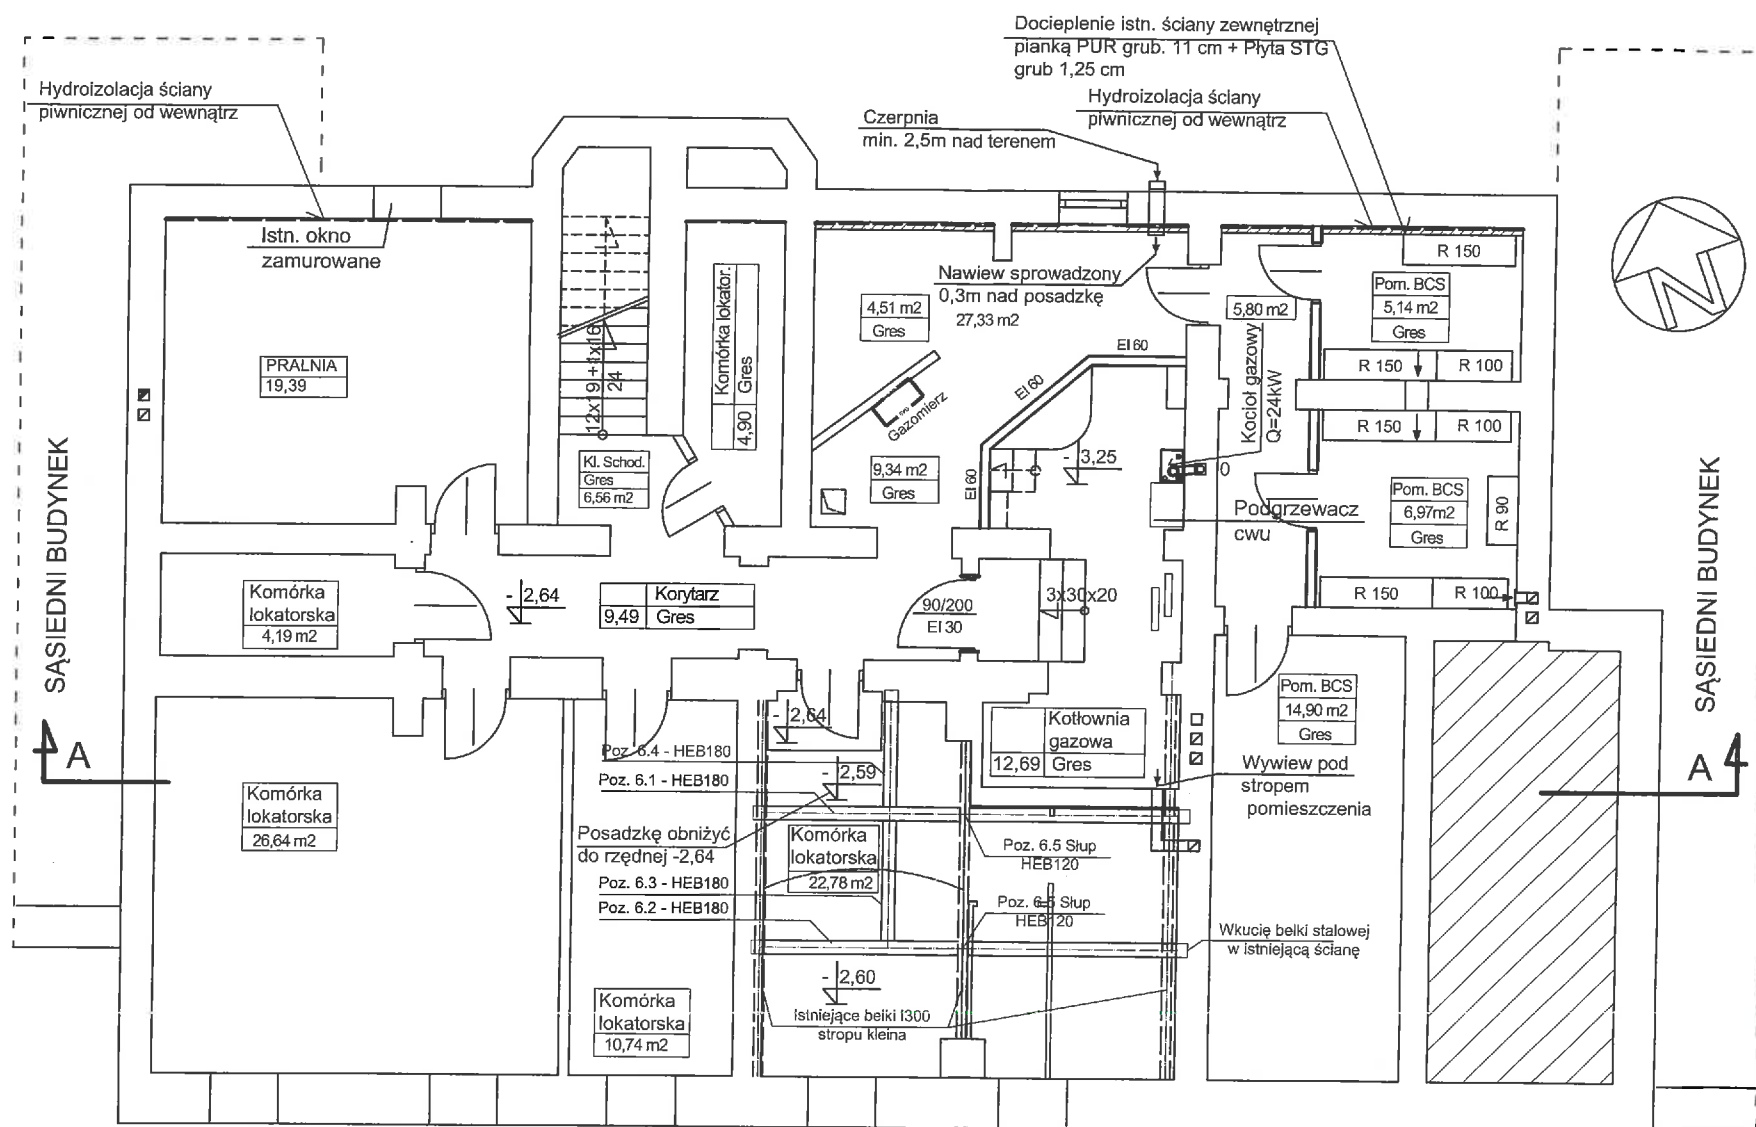 Docieplenie istn. ściany zewnętrznej
pianką PUR grub. 11 cm + Płyta STG
grub 1,25 cm
Hydroizolacja ściany
piwnicznej od wewnątrz
Hydroizolacja ściany
piwnicznej od wewnątrz
Czerpnia
min. 2,5m nad terenem
Istn. okno
zamurowane
Nawiew sprowadzony
0,3m nad posadzkę
27,33 m2
4,51 m2
Gres
5,80 m2
R 150
Pom. BCS
5,14 m2
Gres
R 150
R 100
R 150
R 100
PRALNIA
19,39
12x19 + 1x16
24
Komórka lokator.
4,90
Gres
EI 60
EI 60
EI 60
Gazomierz
Kocioł gazowy
Q=24kW
Kl. Schod.
Gres
6,56 m2
9,34 m2
Gres
- 3,25
0
Pom. BCS
6,97m2
Gres
R 90
Podgrzewacz
cwu
SĄSIEDNI BUDYNEK
SĄSIEDNI BUDYNEK
N
Komórka
lokatorska
4,19 m2
- 2,64
Korytarz
9,49
Gres
90/200
EI 30
3x30x20
R 150
R 100
Pom. BCS
14,90 m2
Gres
- 2,64
Kotłownia
gazowa
12,69
Gres
Poz. 6.4 - HEB180
Poz. 6.1 - HEB180
- 2,59
Wywiew pod
stropem
pomieszczenia
A
A
Komórka
lokatorska
26,64 m2
Posadzkę obniżyć
do rzędnej -2,64
Komórka
lokatorska
22,78 m2
Poz. 6.5 Słup
HEB120
Poz. 6.3 - HEB180
Poz. 6.2 - HEB180
Poz. 6.5 Słup
HEB120
Wkucię belki stalowej
w istniejącą ścianę
- 2,60
Komórka
lokatorska
10,74 m2
Istniejące belki I300
stropu kleina